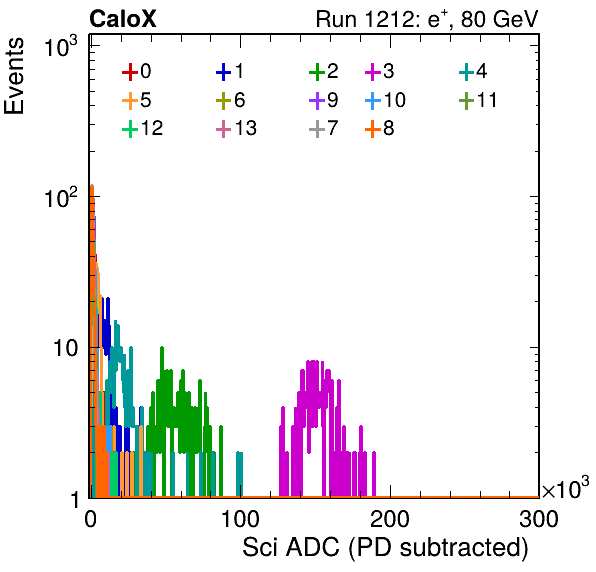 CaloX Run 1212: e⁺, 80 GeV
Events
10³
0 1 2 3 4
5 6 9 10 11
12 13 7 8
10²
10
1
0 100 200 300
×10³
Sci ADC (PD subtracted)